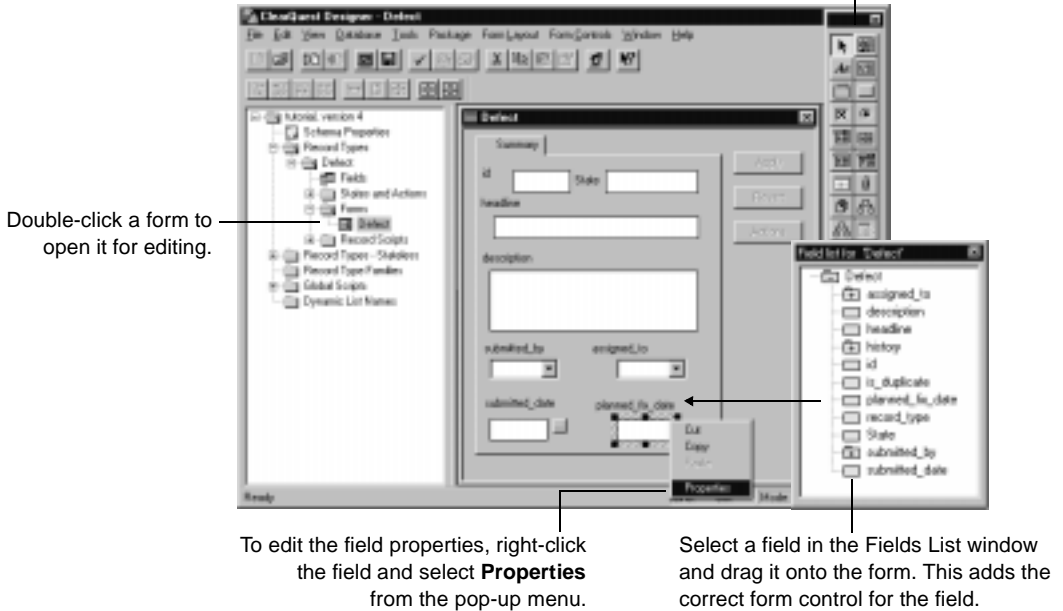 ClearQuest Designer - Defect
File Edit View Database Tools Package Form Layout Form Controls Window Help
tutorial, version 4
Schema Properties
Record Types
Defect
Fields
States and Actions
Forms
Defect
Record Scripts
Record Types - Stateless
Record Type Families
Global Scripts
Dynamic List Names
Defect
Summary
id
State
headline
description
submitted_by
assigned_to
submitted_date
planned_fix_date
Apply
Revert
Actions
Cut
Copy
Paste
Properties
Ready
Field list for "Defect"
Defect
assigned_to
description
headline
history
id
is_duplicate
planned_fix_date
record_type
State
submitted_by
submitted_date
Double-click a form to
open it for editing.
To edit the field properties, right-click
the field and select Properties
from the pop-up menu.
Select a field in the Fields List window
and drag it onto the form. This adds the
correct form control for the field.